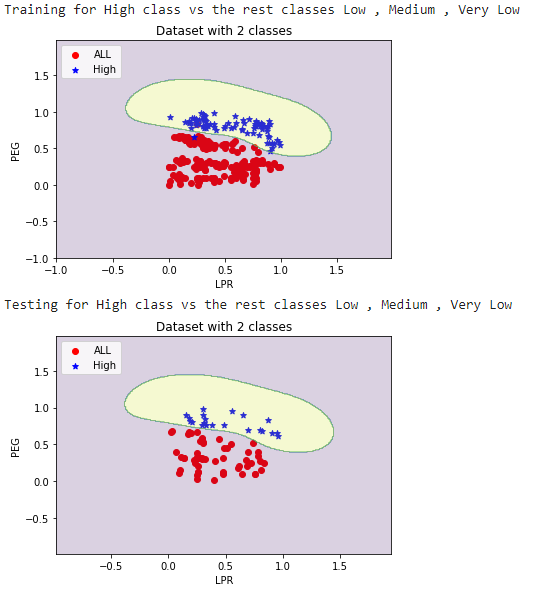 Training for High class vs the rest classes Low , Medium , Very Low
Dataset with 2 classes
ALL
High
1.5
1.0
0.5
0.0
−0.5
−1.0
PEG
−1.0 −0.5 0.0 0.5 1.0 1.5
LPR
Testing for High class vs the rest classes Low , Medium , Very Low
Dataset with 2 classes
ALL
High
1.5
1.0
0.5
0.0
−0.5
PEG
−0.5 0.0 0.5 1.0 1.5
LPR